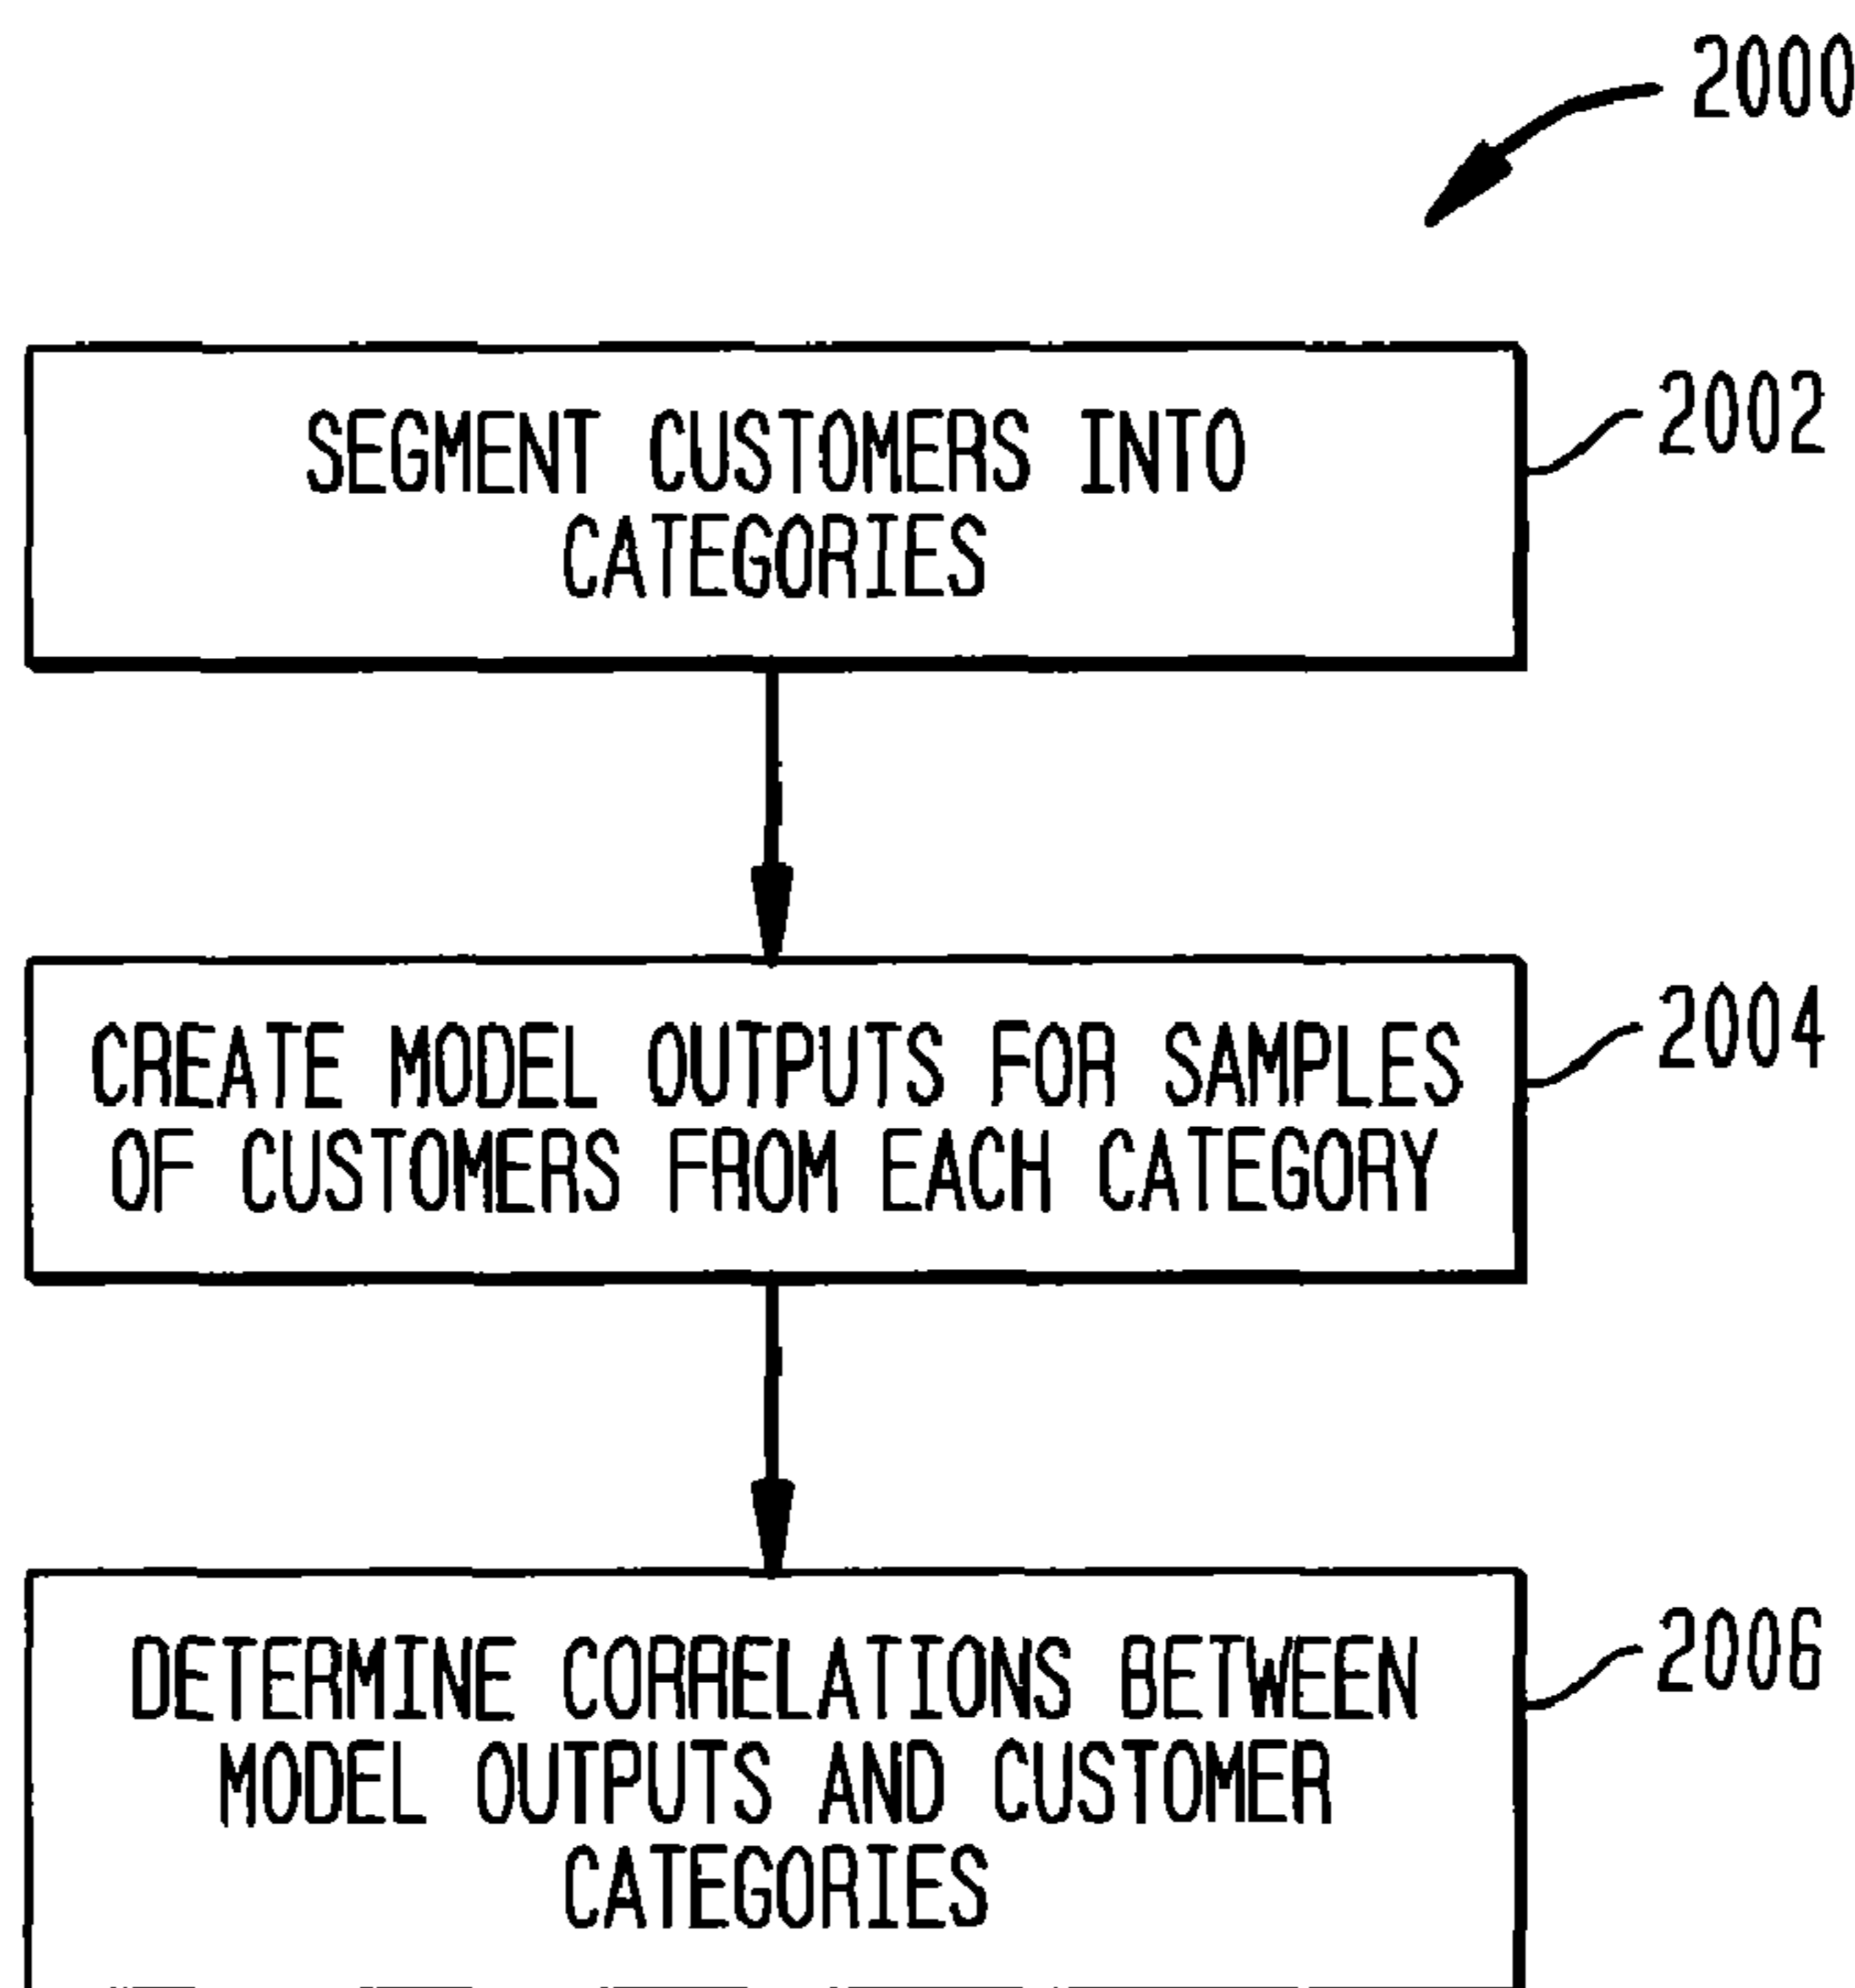 2000
SEGMENT CUSTOMERS INTO
CATEGORIES
2002
CREATE MODEL OUTPUTS FOR SAMPLES
OF CUSTOMERS FROM EACH CATEGORY
2004
DETERMINE CORRELATIONS BETWEEN
MODEL OUTPUTS AND CUSTOMER
CATEGORIES
2006